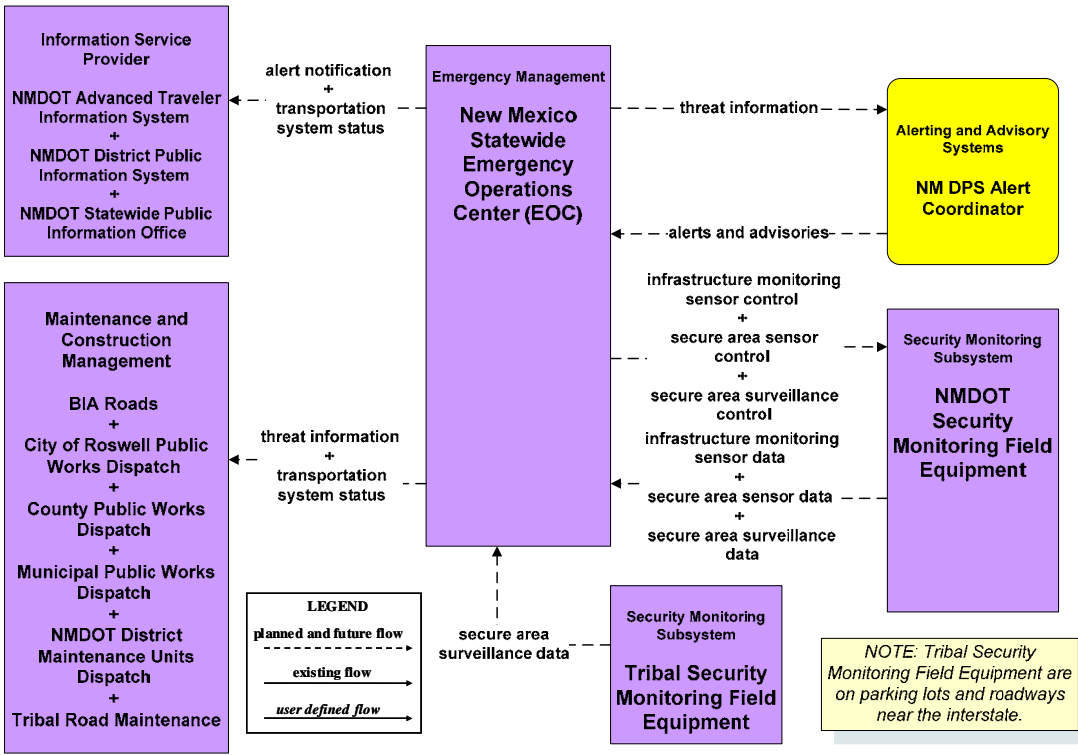 Information Service
Provider
NMDOT Advanced Traveler
Information System
+
NMDOT District Public
Information System
+
NMDOT Statewide Public
Information Office
alert notification
+
transportation
system status
Emergency Management
New Mexico
Statewide
Emergency
Operations
Center (EOC)
threat information
Alerting and Advisory
Systems
NM DPS Alert
Coordinator
alerts and advisories
Maintenance and
Construction
Management
BIA Roads
+
City of Roswell Public
Works Dispatch
+
County Public Works
Dispatch
+
Municipal Public Works
Dispatch
+
NMDOT District
Maintenance Units
Dispatch
+
Tribal Road Maintenance
threat information
+
transportation
system status
infrastructure monitoring
sensor control
+
secure area sensor
control
+
secure area surveillance
control
infrastructure monitoring
sensor data
+
secure area sensor data
+
secure area surveillance
data
Security Monitoring
Subsystem
NMDOT
Security
Monitoring Field
Equipment
LEGEND
planned and future flow
existing flow
user defined flow
secure area
surveillance data
Security Monitoring
Subsystem
Tribal Security
Monitoring Field
Equipment
NOTE: Tribal Security
Monitoring Field Equipment are
on parking lots and roadways
near the interstate.